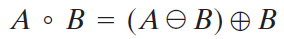 A ∘ B = (A ⊖ B) ⊕ B